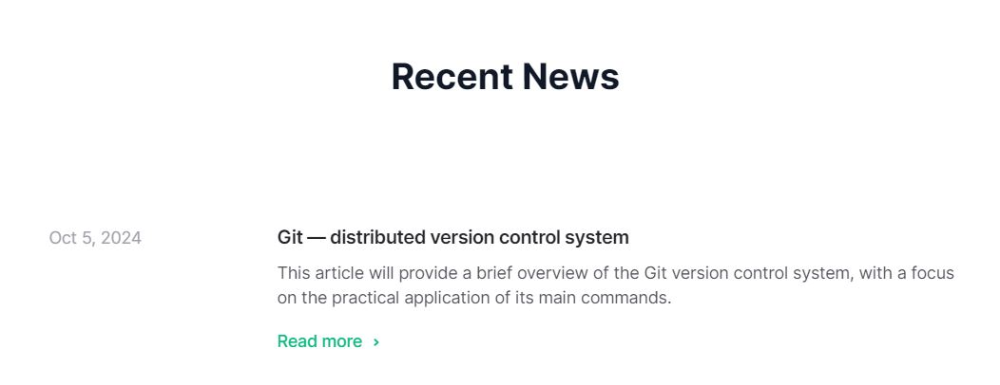 Recent News
Oct 5, 2024
Git — distributed version control system
This article will provide a brief overview of the Git version control system, with a focus
on the practical application of its main commands.
Read more ›